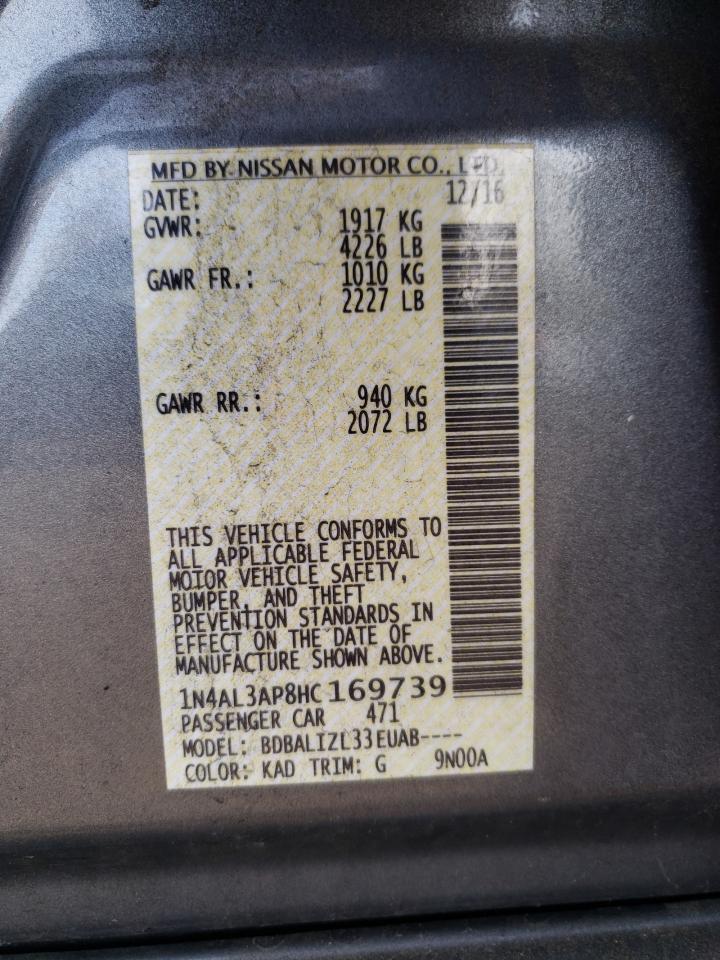 MFD BY NISSAN MOTOR CO., LTD.
DATE: 12/16
GVWR: 1917 KG
4226 LB
GAWR FR.: 1010 KG
2227 LB
GAWR RR.: 940 KG
2072 LB
THIS VEHICLE CONFORMS TO
ALL APPLICABLE FEDERAL
MOTOR VEHICLE SAFETY,
BUMPER, AND THEFT
PREVENTION STANDARDS IN
EFFECT ON THE DATE OF
MANUFACTURE SHOWN ABOVE.
1N4AL3AP8HC169739
PASSENGER CAR 471
MODEL: BDBALIZL33EUAB----
COLOR: KAD TRIM: G 9N00A